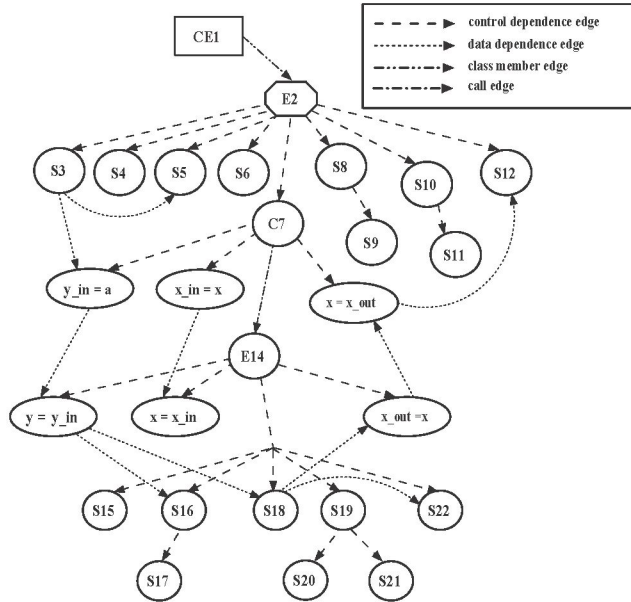 CE1
control dependence edge
data dependence edge
class member edge
call edge
E2
S3
S4
S5
S6
S8
S10
S12
C7
S9
S11
y_in = a
x_in = x
x = x_out
E14
y = y_in
x = x_in
x_out =x
S15
S16
S18
S19
S22
S17
S20
S21